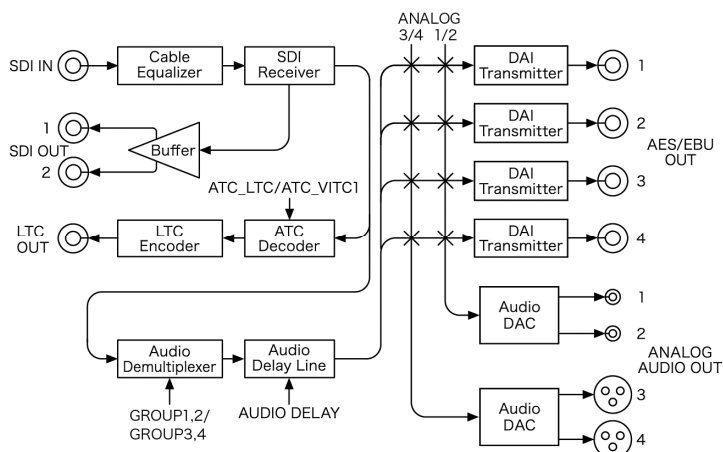 ANALOG
3/4 1/2
SDI IN
Cable
Equalizer
SDI
Receiver
DAI
Transmitter
1
1
SDI OUT
2
Buffer
DAI
Transmitter
2
AES/EBU
OUT
DAI
Transmitter
3
ATC_LTC/ATC_VITC1
LTC
OUT
LTC
Encoder
ATC
Decoder
DAI
Transmitter
4
Audio
DAC
1
2
Audio
Demultiplexer
Audio
Delay Line
ANALOG
AUDIO OUT
GROUP1,2/
GROUP3,4
AUDIO DELAY
Audio
DAC
3
4